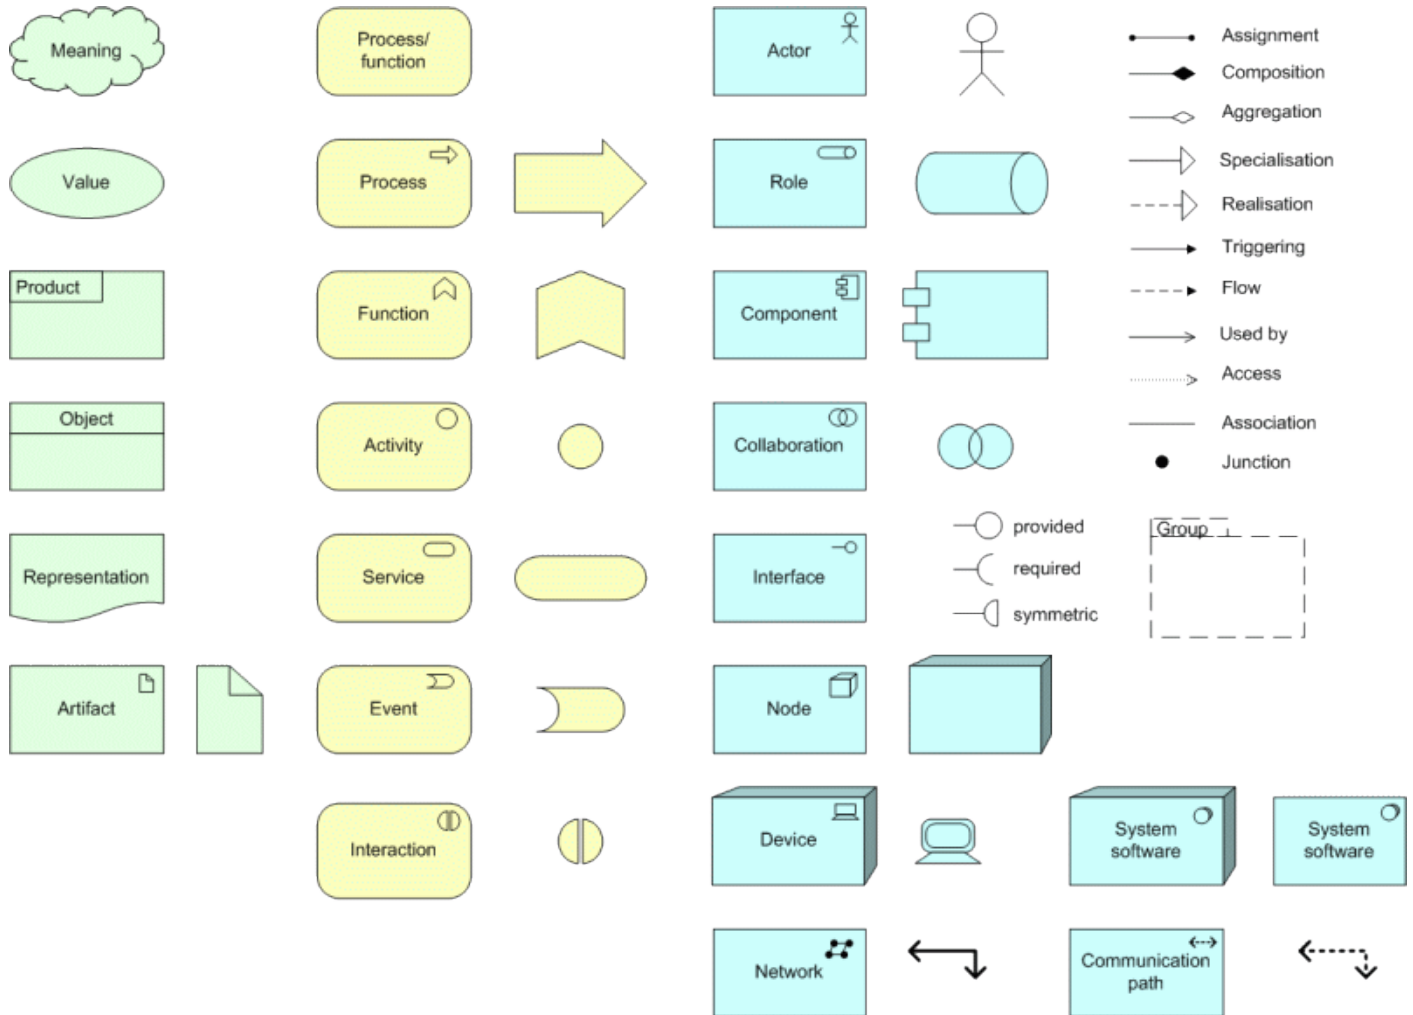 Meaning
Process/
function
Actor
Assignment
Composition
Aggregation
Value
Process
Role
Specialisation
Realisation
Triggering
Product
Function
Component
Flow
Used by
Access
Object
Activity
Collaboration
Association
Junction
Representation
Service
Interface
provided
required
symmetric
Group
Artifact
Event
Node
Interaction
Device
System
software
System
software
Network
Communication
path